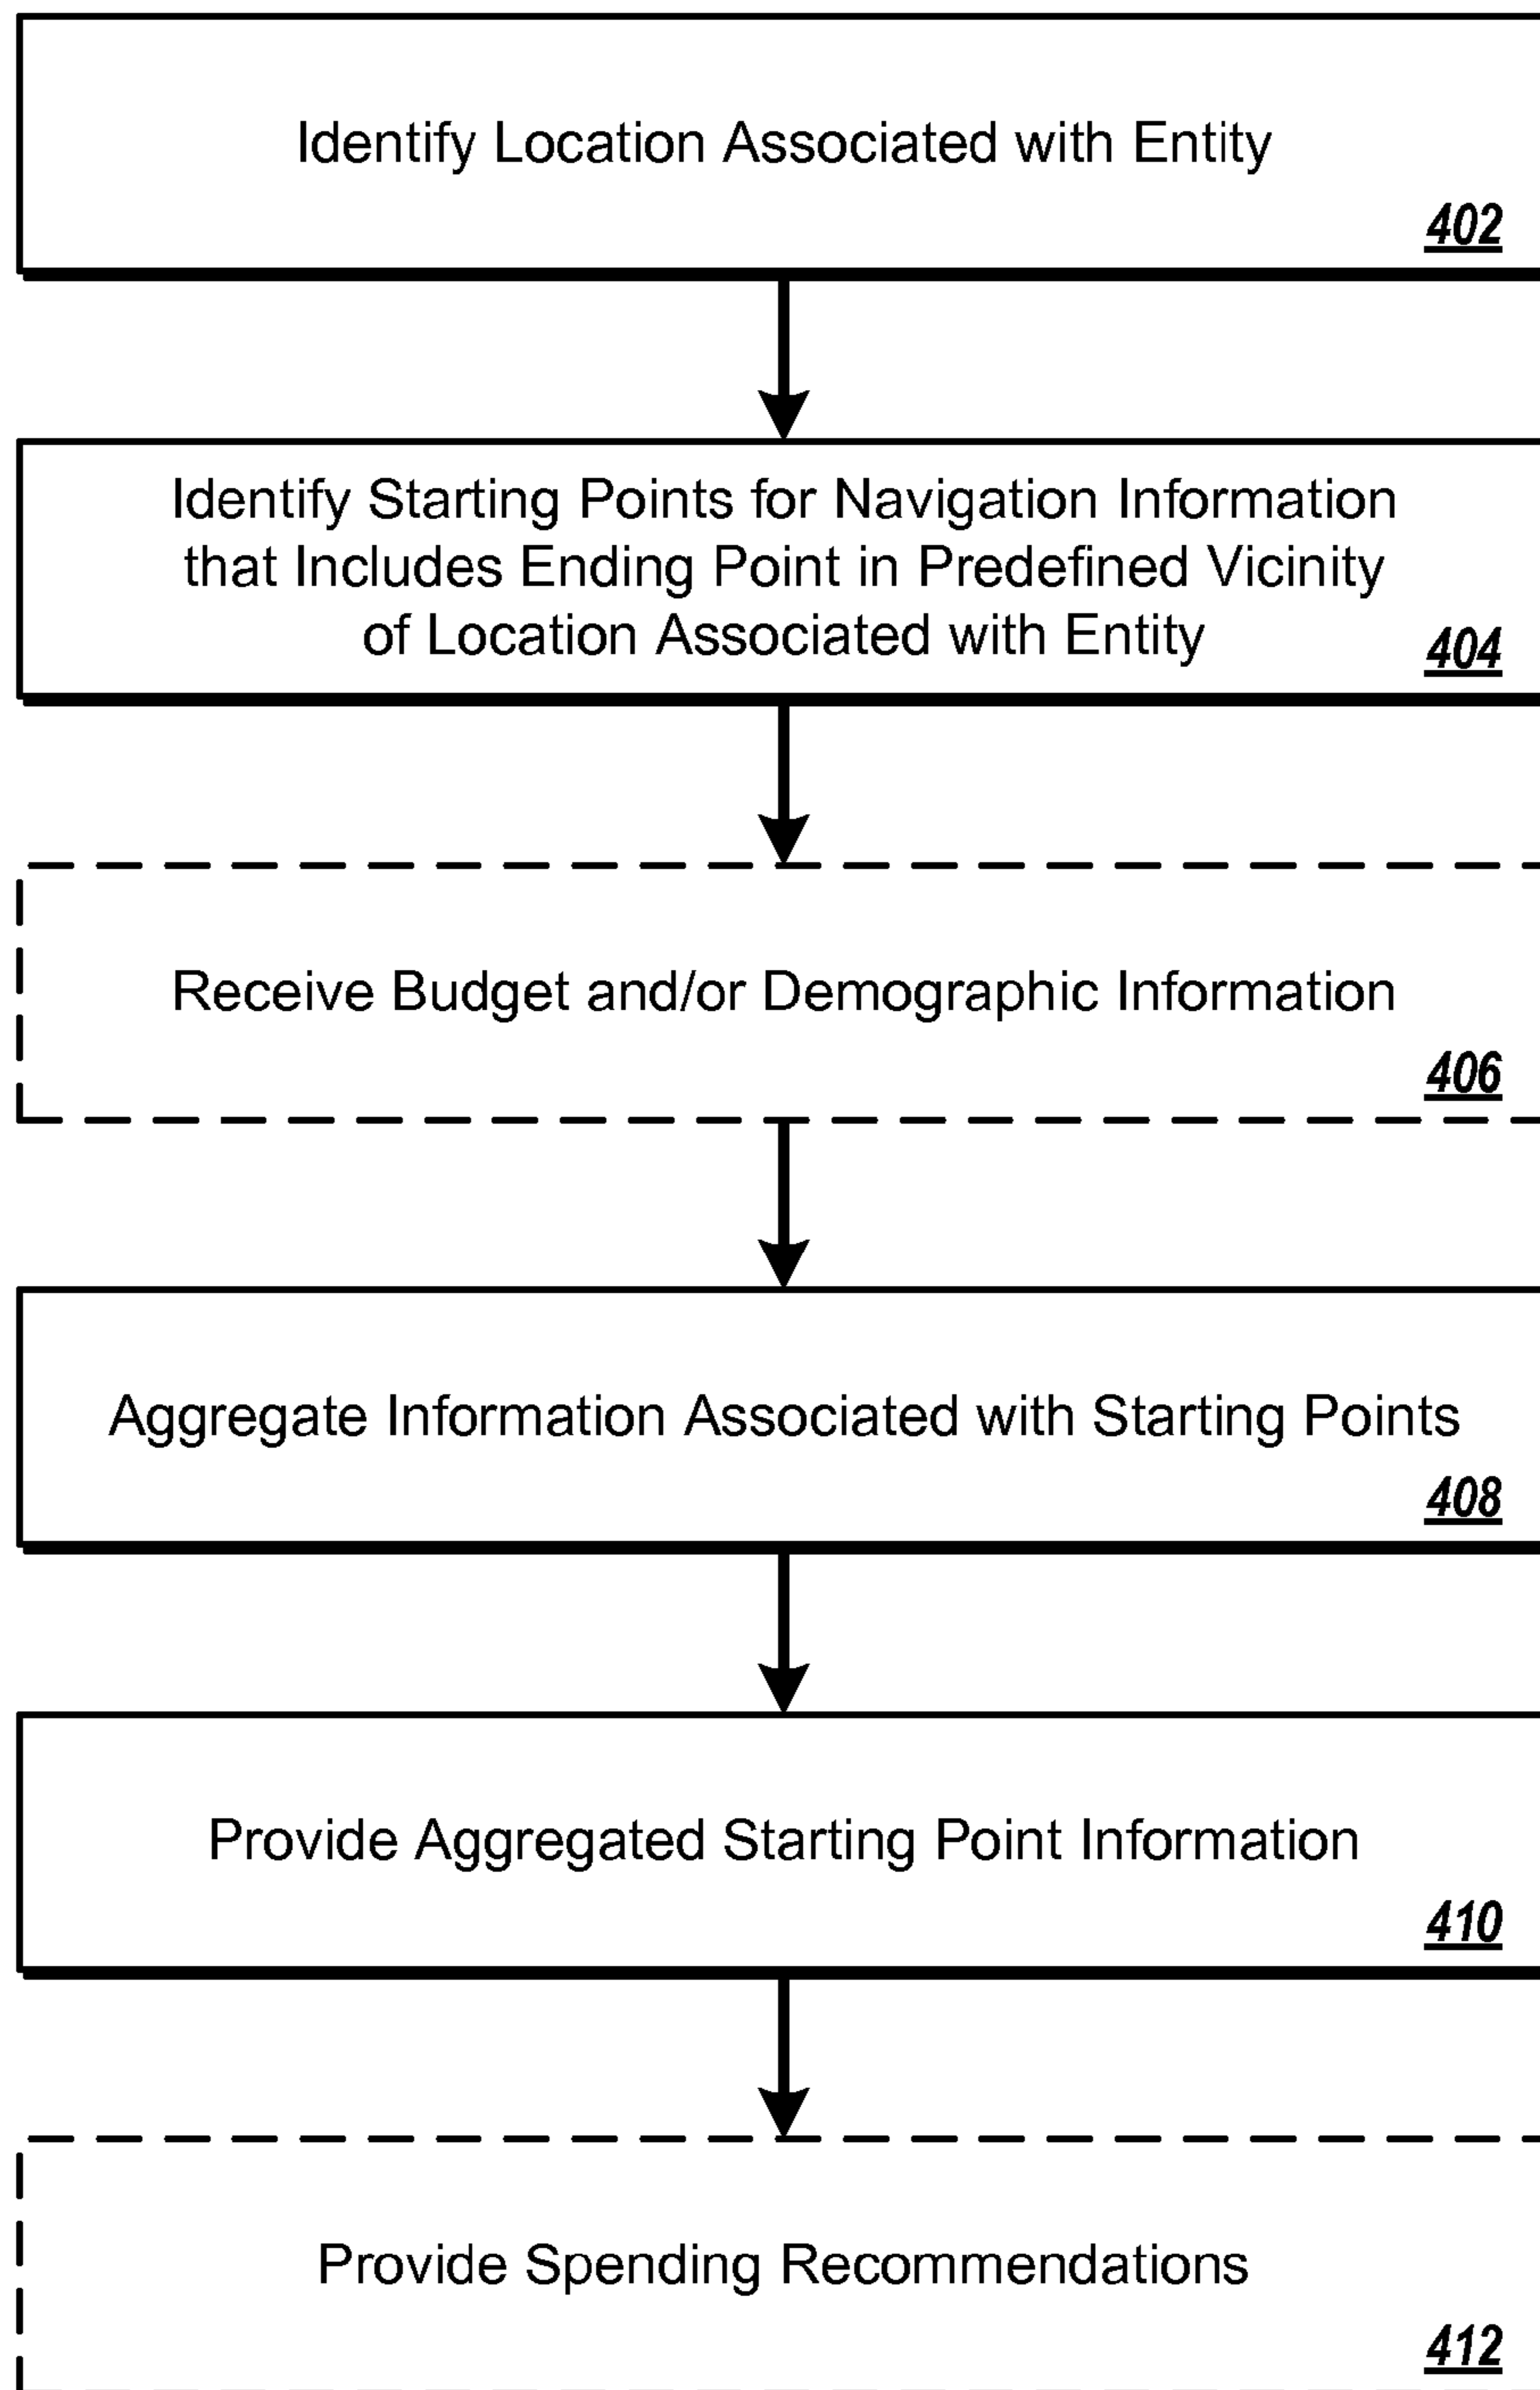 Identify Location Associated with Entity
402
Identify Starting Points for Navigation Information
that Includes Ending Point in Predefined Vicinity
of Location Associated with Entity
404
Receive Budget and/or Demographic Information
406
Aggregate Information Associated with Starting Points
408
Provide Aggregated Starting Point Information
410
Provide Spending Recommendations
412